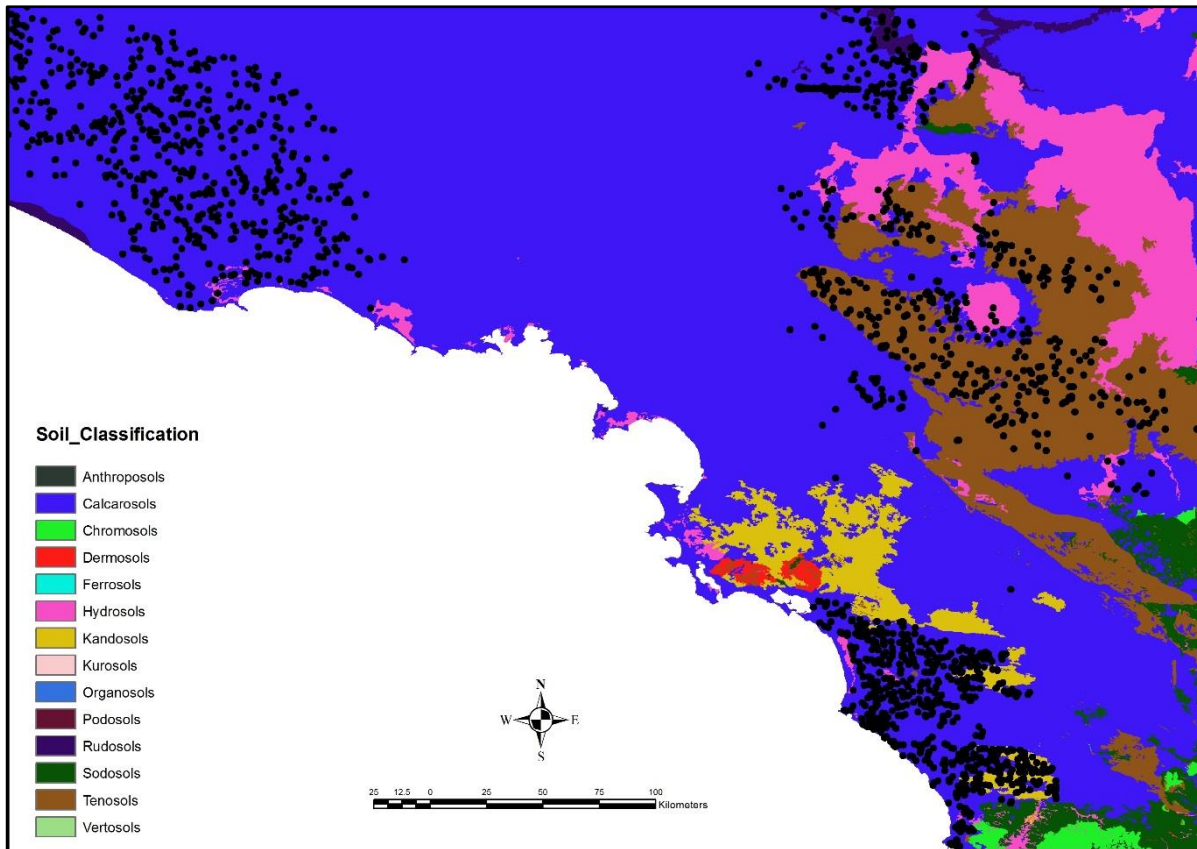 Soil_Classification
Anthroposols
Calcarosols
Chromosols
Dermosols
Ferrosols
Hydrosols
Kandosols
Kurosols
Organosols
Podosols
Rudosols
Sodosols
Tenosols
Vertosols
N
W E
S
25 12.5 0 25 50 75 100
Kilometers